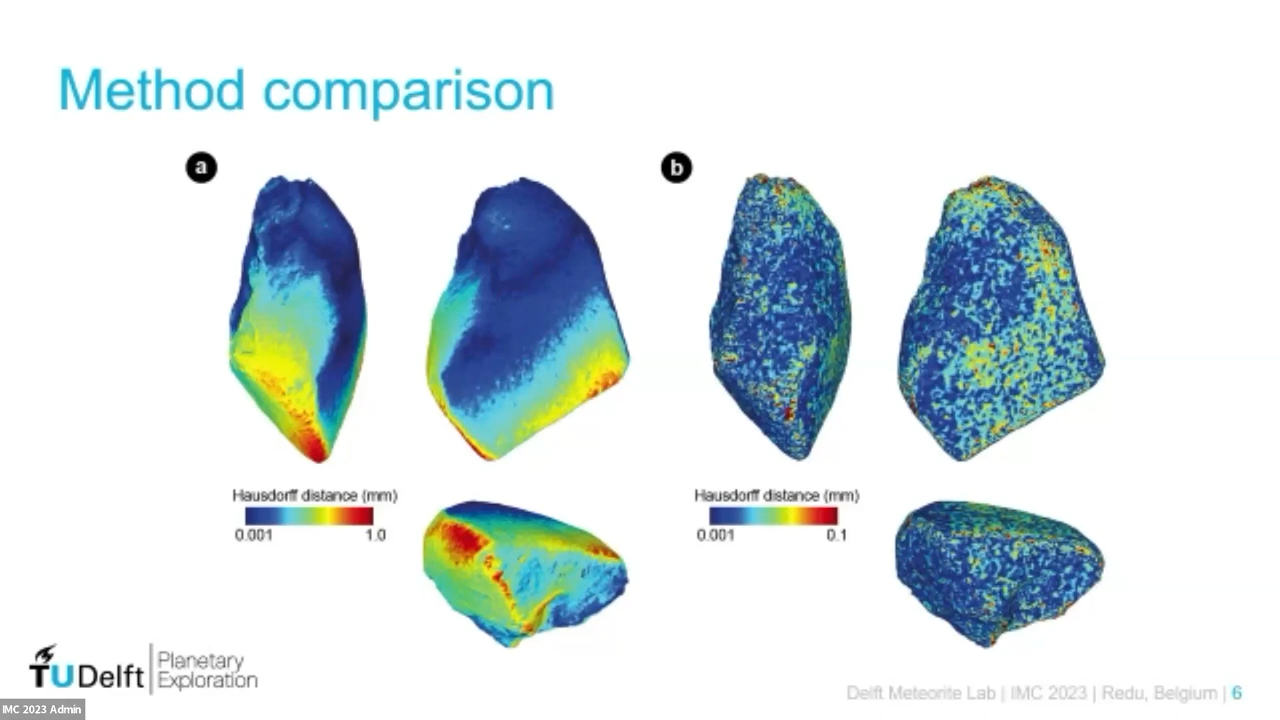 Method comparison
a
b
Hausdorff distance (mm)
0.001 1.0
Hausdorff distance (mm)
0.001 0.1
TUDelft
Planetary
Exploration
Delft Meteorite Lab | IMC 2023 | Redu, Belgium | 6
IMC 2023 Admin